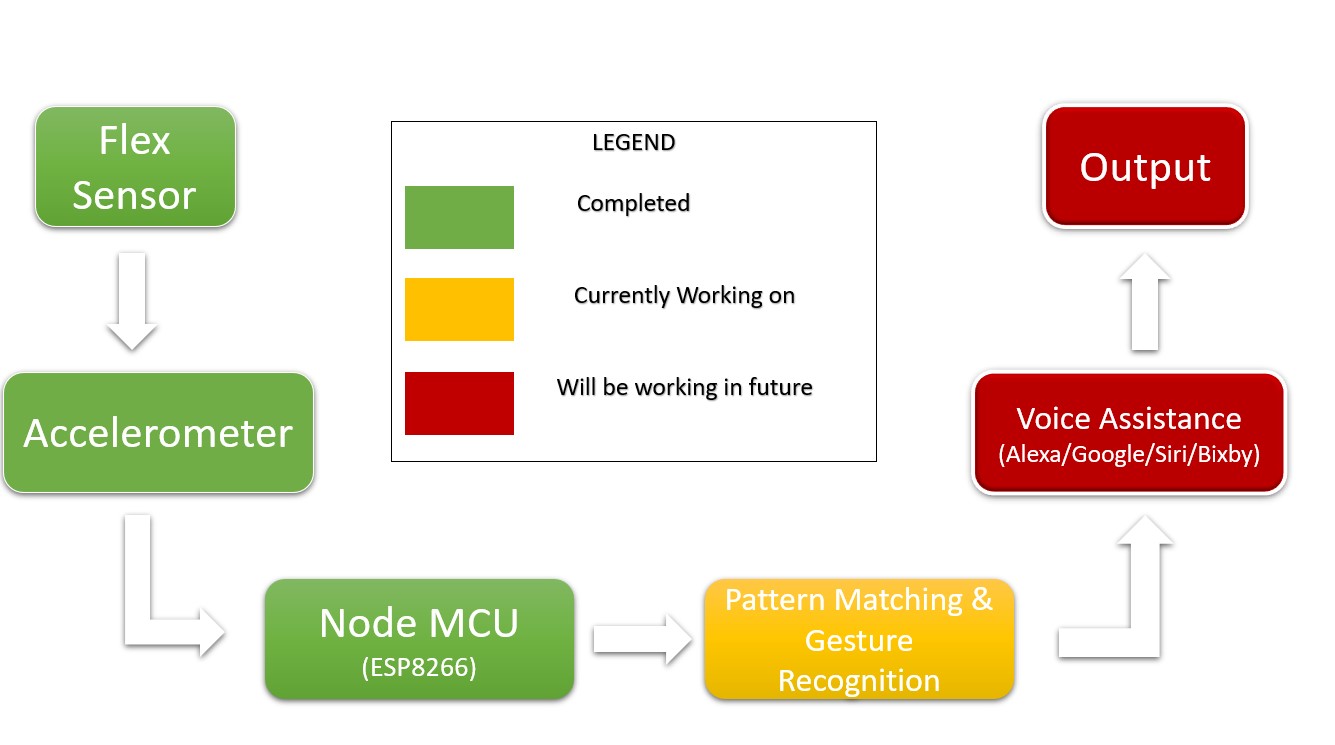 Flex
Sensor
Accelerometer
Node MCU
(ESP8266)
Pattern Matching &
Gesture
Recognition
Voice Assistance
(Alexa/Google/Siri/Bixby)
Output
LEGEND
Completed
Currently Working on
Will be working in future